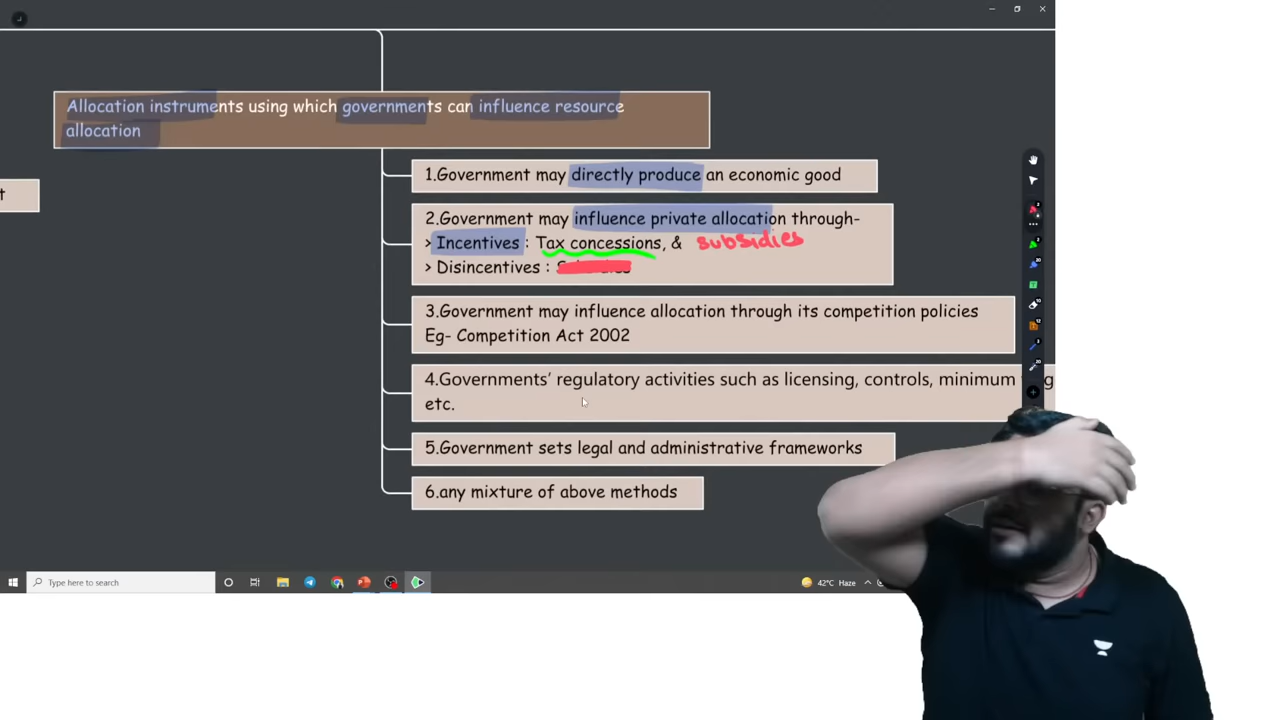 Allocation instruments using which governments can influence resource
allocation
t
1.Government may directly produce an economic good
2.Government may influence private allocation through-
> Incentives : Tax concessions, & subsidies
> Disincentives :
3.Government may influence allocation through its competition policies
Eg- Competition Act 2002
4.Governments' regulatory activities such as licensing, controls, minimum
etc.
5.Government sets legal and administrative frameworks
6.any mixture of above methods
Type here to search
42°C Haze